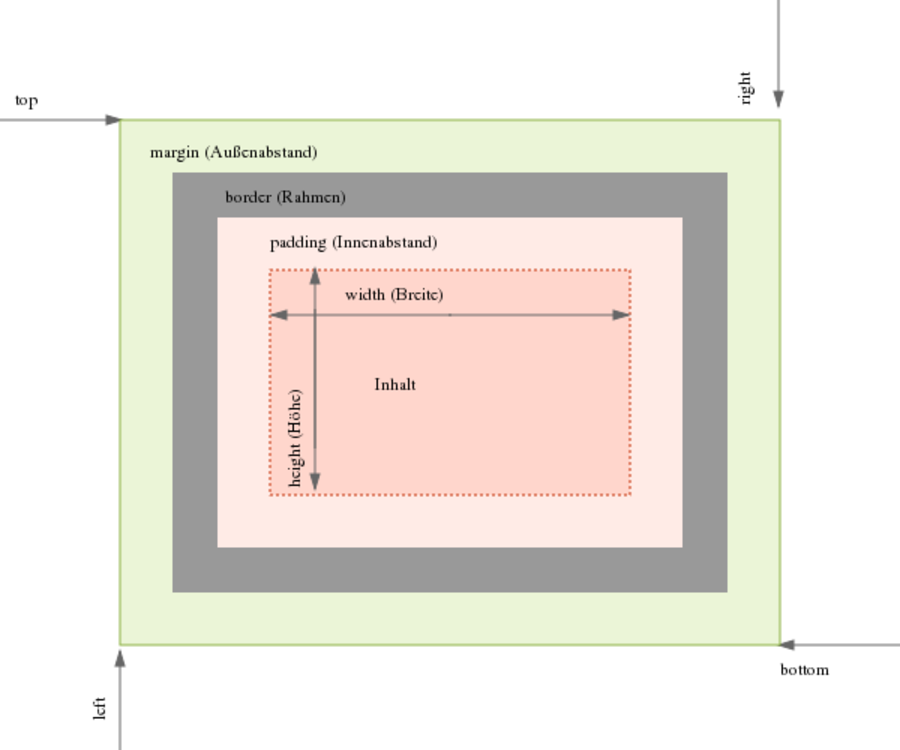 right
top
margin (Außenabstand)
border (Rahmen)
padding (Innenabstand)
width (Breite)
Inhalt
height (Höhe)
bottom
left